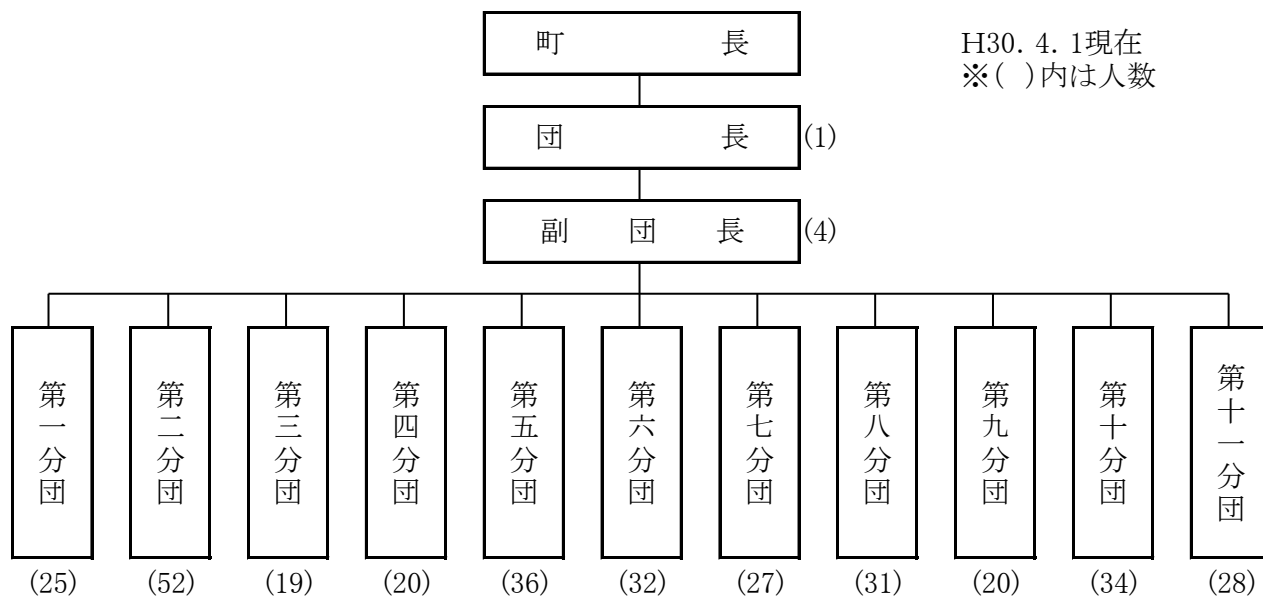 町長
H30.4.1現在
※( )内は人数
団長 (1)
副団長 (4)
第一分団
第二分団
第三分団
第四分団
第五分団
第六分団
第七分団
第八分団
第九分団
第十分団
第十一分団
(25) (52) (19) (20) (36) (32) (27) (31) (20) (34) (28)